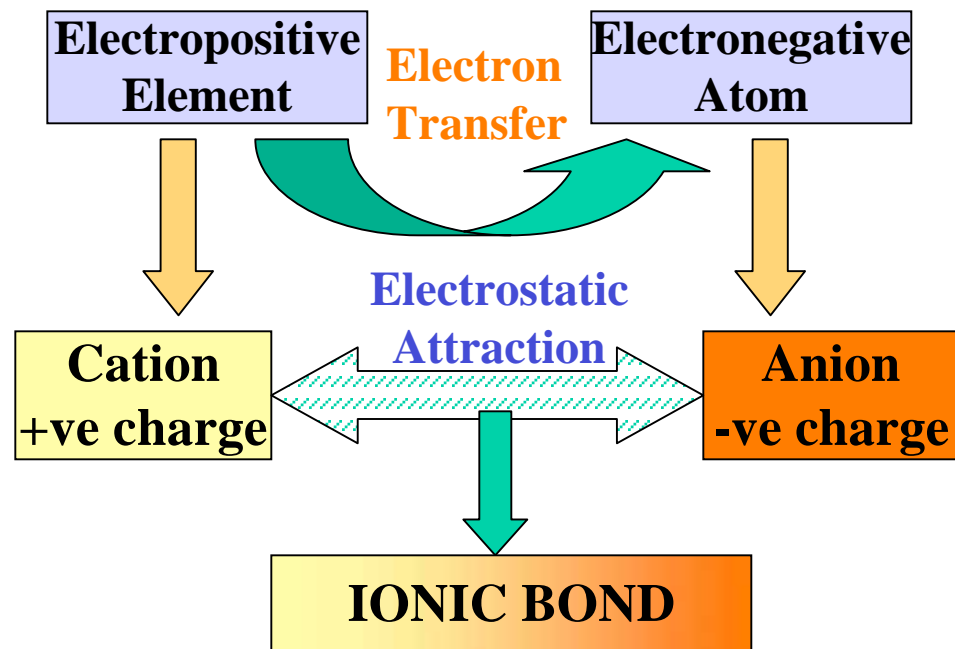 Electropositive
Element
Electron
Transfer
Electronegative
Atom
Electrostatic
Attraction
Cation
+ve charge
Anion
-ve charge
IONIC BOND